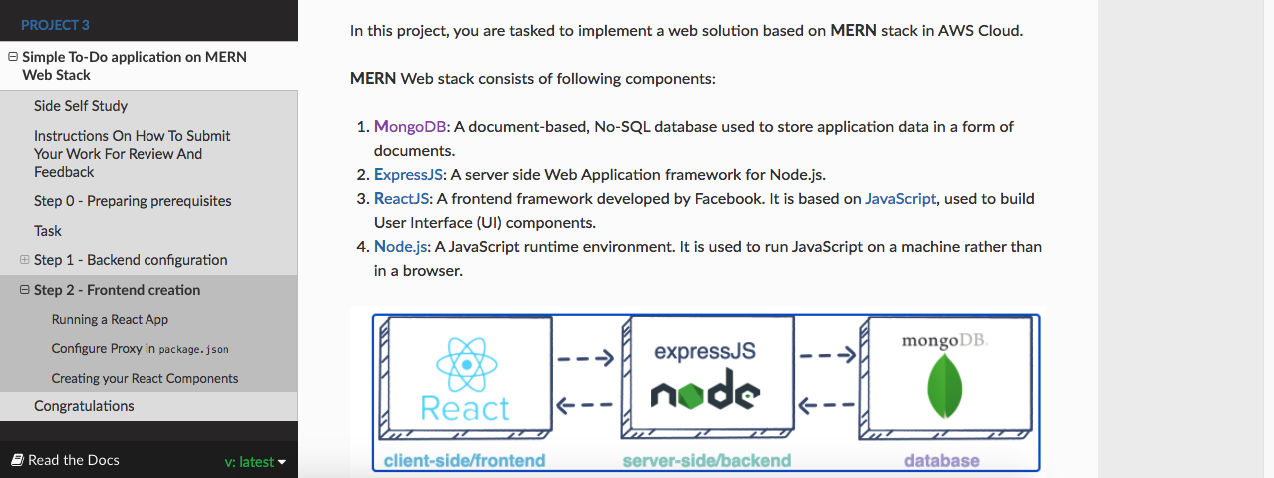 PROJECT 3
Simple To-Do application on MERN
Web Stack
Side Self Study
Instructions On How To Submit
Your Work For Review And
Feedback
Step 0 - Preparing prerequisites
Task
Step 1 - Backend configuration
Step 2 - Frontend creation
Running a React App
Configure Proxy in package.json
Creating your React Components
Congratulations
Read the Docs
v: latest
In this project, you are tasked to implement a web solution based on MERN stack in AWS Cloud.
MERN Web stack consists of following components:
1. MongoDB: A document-based, No-SQL database used to store application data in a form of
documents.
2. ExpressJS: A server side Web Application framework for Node.js.
3. ReactJS: A frontend framework developed by Facebook. It is based on JavaScript, used to build
User Interface (UI) components.
4. Node.js: A JavaScript runtime environment. It is used to run JavaScript on a machine rather than
in a browser.
React
expressJS
node
mongoDB.
client-side/frontend
server-side/backend
database